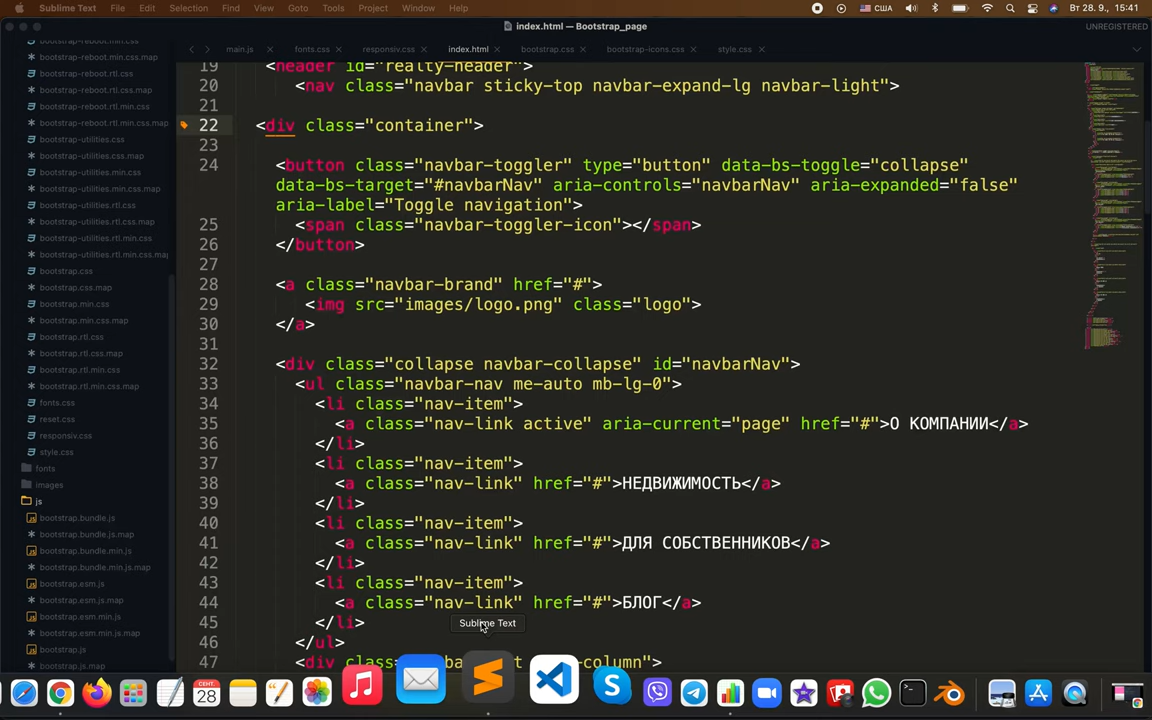 Sublime Text File Edit Selection Find View Goto Tools Project Window Help США Вт 28. 9., 15:41
index.html — Bootstrap_page UNREGISTERED
main.js fonts.css responsiv.css index.html bootstrap.css bootstrap-icons.css style.css
bootstrap-reboot.min.css.map
bootstrap-reboot.min.css.map
bootstrap-reboot.rtl.css
bootstrap-reboot.rtl.css.map
bootstrap-reboot.rtl.min.css
bootstrap-reboot.rtl.min.css.map
bootstrap-utilities.css
bootstrap-utilities.css.map
bootstrap-utilities.min.css
bootstrap-utilities.min.css.map
bootstrap-utilities.rtl.css
bootstrap-utilities.rtl.css.map
bootstrap-utilities.rtl.min.css
bootstrap-utilities.rtl.min.css.ma
bootstrap.css
bootstrap.css.map
bootstrap.min.css
bootstrap.min.css.map
bootstrap.rtl.css
bootstrap.rtl.css.map
bootstrap.rtl.min.css
bootstrap.rtl.min.css.map
fonts.css
reset.css
responsiv.css
style.css
fonts
images
js
bootstrap.bundle.js
bootstrap.bundle.js.map
bootstrap.bundle.min.js
bootstrap.bundle.min.js.map
bootstrap.esm.js
bootstrap.esm.js.map
bootstrap.esm.min.js
bootstrap.esm.min.js.map
bootstrap.js
bootstrap.js.map
19 <header id="realty-header">
20 <nav class="navbar sticky-top navbar-expand-lg navbar-light">
21
22 <div class="container">
23
24 <button class="navbar-toggler" type="button" data-bs-toggle="collapse"
data-bs-target="#navbarNav" aria-controls="navbarNav" aria-expanded="false"
aria-label="Toggle navigation">
25 <span class="navbar-toggler-icon"></span>
26 </button>
27
28 <a class="navbar-brand" href="#">
29 <img src="images/logo.png" class="logo">
30 </a>
31
32 <div class="collapse navbar-collapse" id="navbarNav">
33 <ul class="navbar-nav me-auto mb-lg-0">
34 <li class="nav-item">
35 <a class="nav-link active" aria-current="page" href="#">О КОМПАНИИ</a>
36 </li>
37 <li class="nav-item">
38 <a class="nav-link" href="#">НЕДВИЖИМОСТЬ</a>
39 </li>
40 <li class="nav-item">
41 <a class="nav-link" href="#">ДЛЯ СОБСТВЕННИКОВ</a>
42 </li>
43 <li class="nav-item">
44 <a class="nav-link" href="#">БЛОГ</a>
45 </li>
46 </ul>
47 <div
Sublime Text
СЕНТ.
28